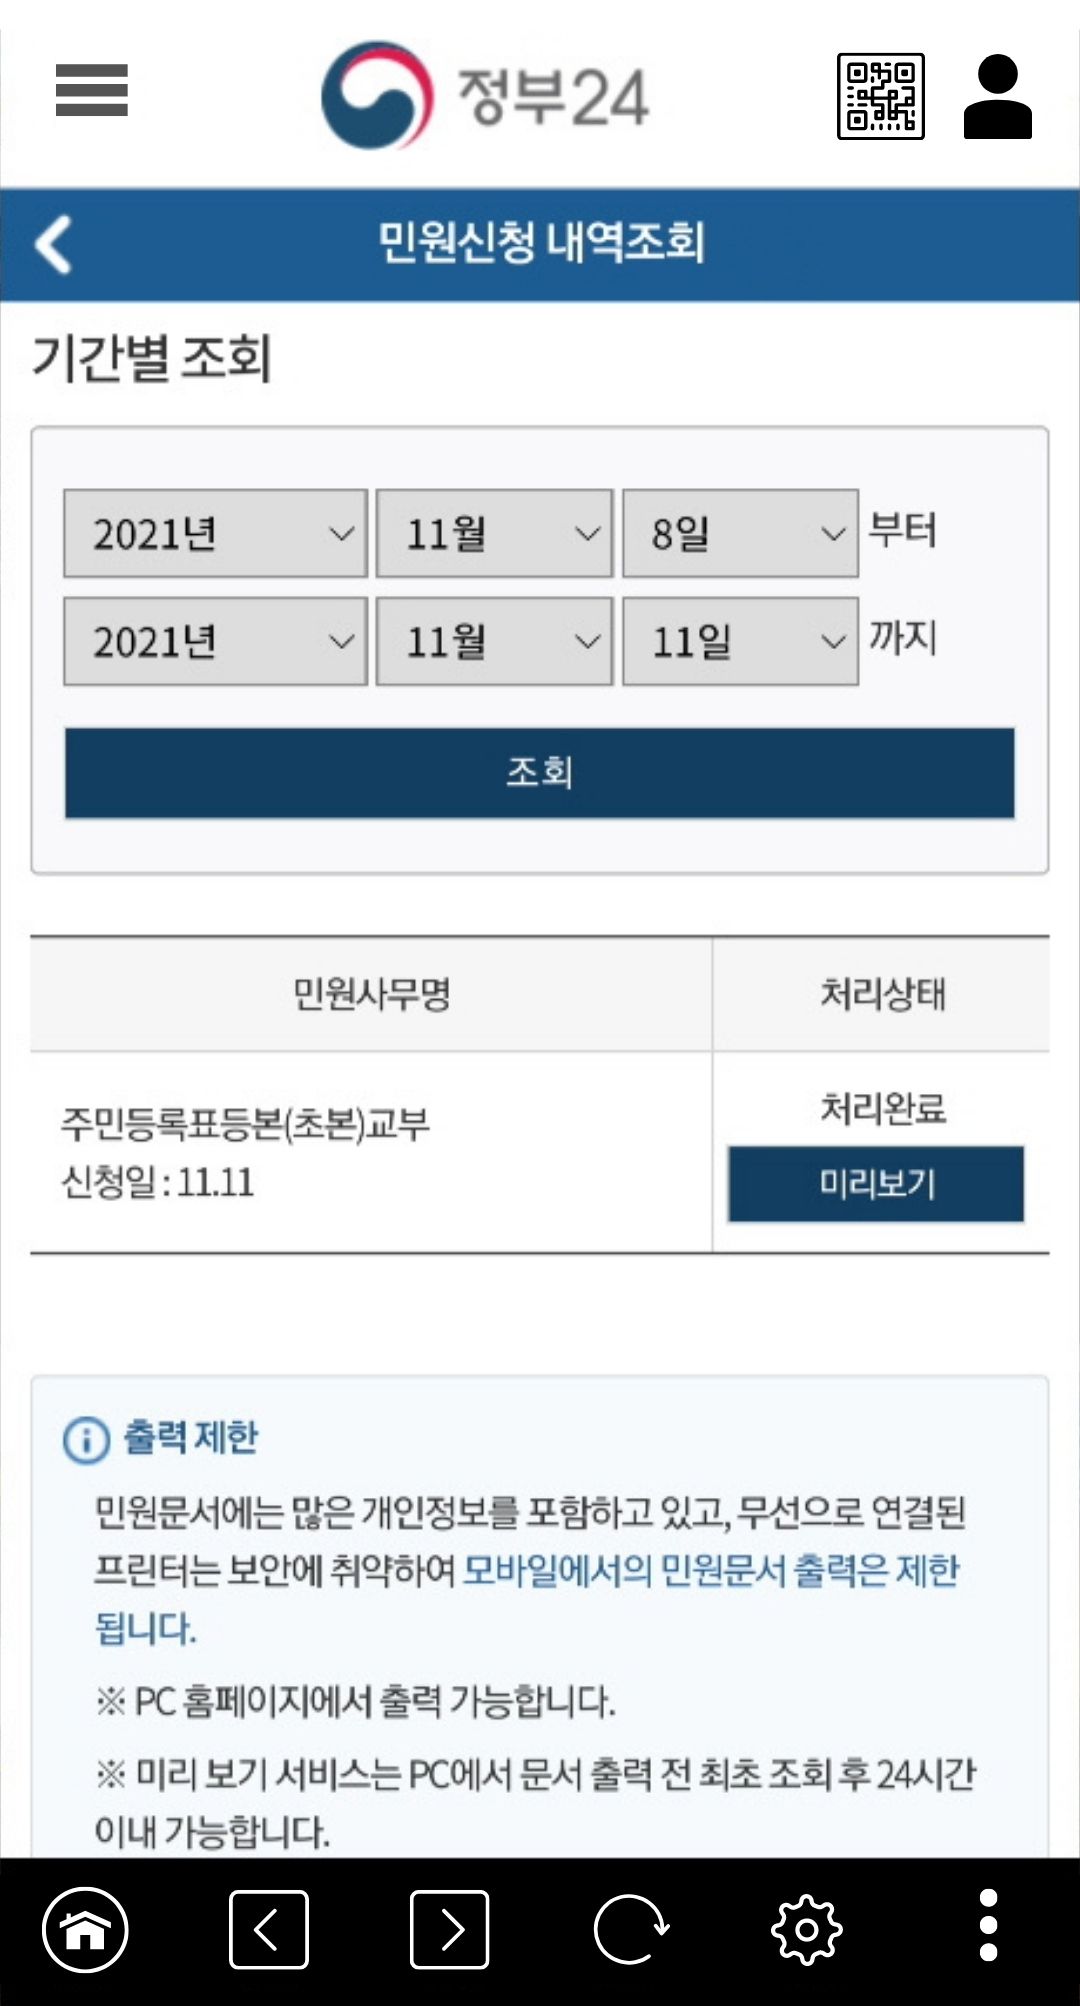 정부24
민원신청 내역조회
기간별 조회
2021년 11월 8일 부터
2021년 11월 11일 까지
조회
민원사무명 처리상태
주민등록표등본(초본)교부
신청일 : 11.11
처리완료
미리보기
출력 제한
민원문서에는 많은 개인정보를 포함하고 있고, 무선으로 연결된
프린터는 보안에 취약하여 모바일에서의 민원문서 출력은 제한
됩니다.
※ PC 홈페이지에서 출력 가능합니다.
※ 미리 보기 서비스는 PC에서 문서 출력 전 최초 조회 후 24시간
이내 가능합니다.